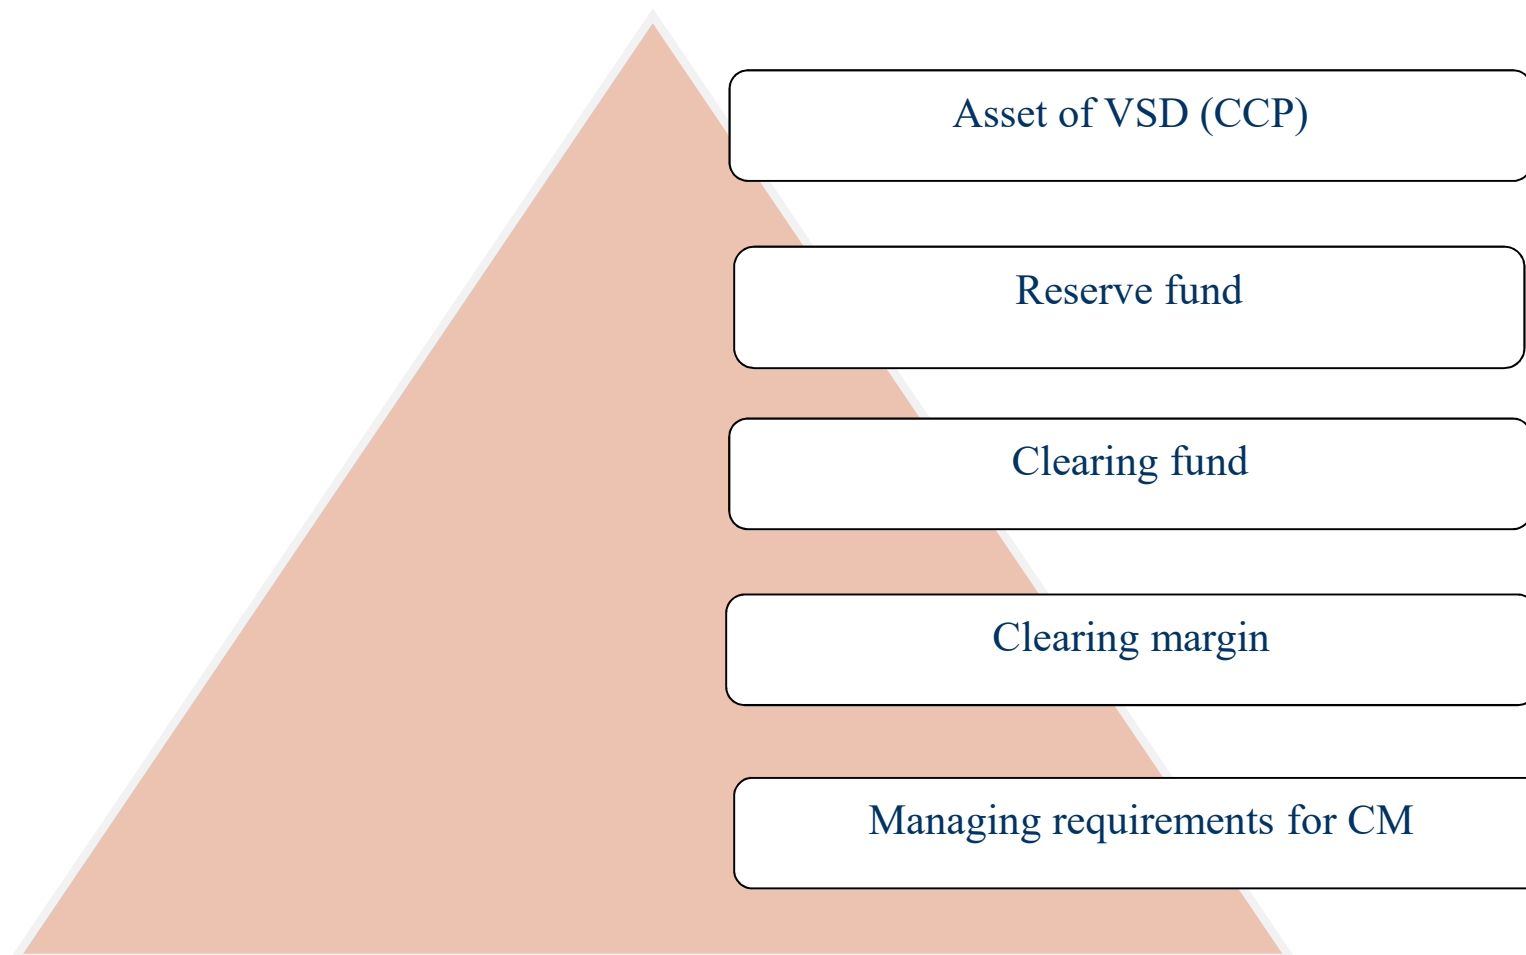 Asset of VSD (CCP)
Reserve fund
Clearing fund
Clearing margin
Managing requirements for CM